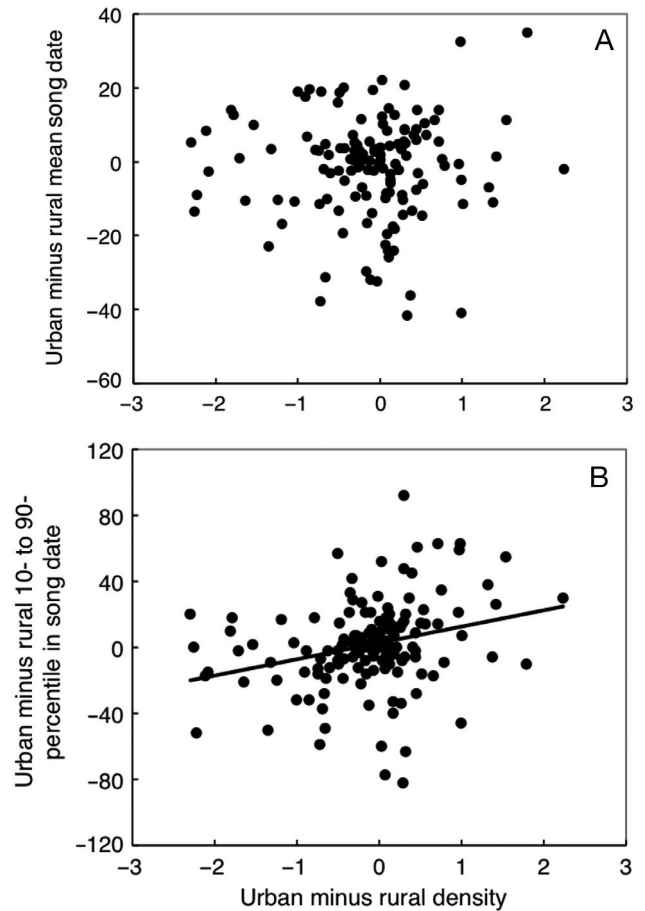 40
20
0
−20
−40
−60
A
Urban minus rural mean song date
−3 −2 −1 0 1 2 3
120
80
40
0
−40
−80
−120
B
Urban minus rural 10- to 90-
percentile in song date
−3 −2 −1 0 1 2 3
Urban minus rural density